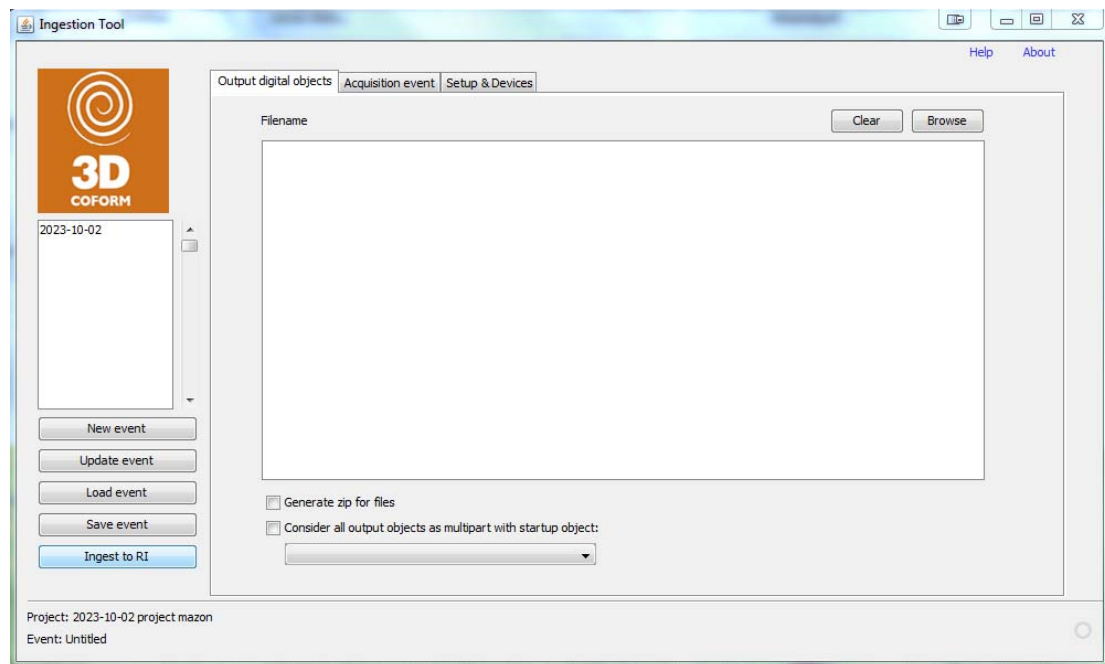 Ingestion Tool
Help About
3D
COFORM
Output digital objects Acquisition event Setup & Devices
Filename Clear Browse
2023-10-02
New event
Update event
Load event
Save event
Ingest to RI
Generate zip for files
Consider all output objects as multipart with startup object:
Project: 2023-10-02 project mazon
Event: Untitled